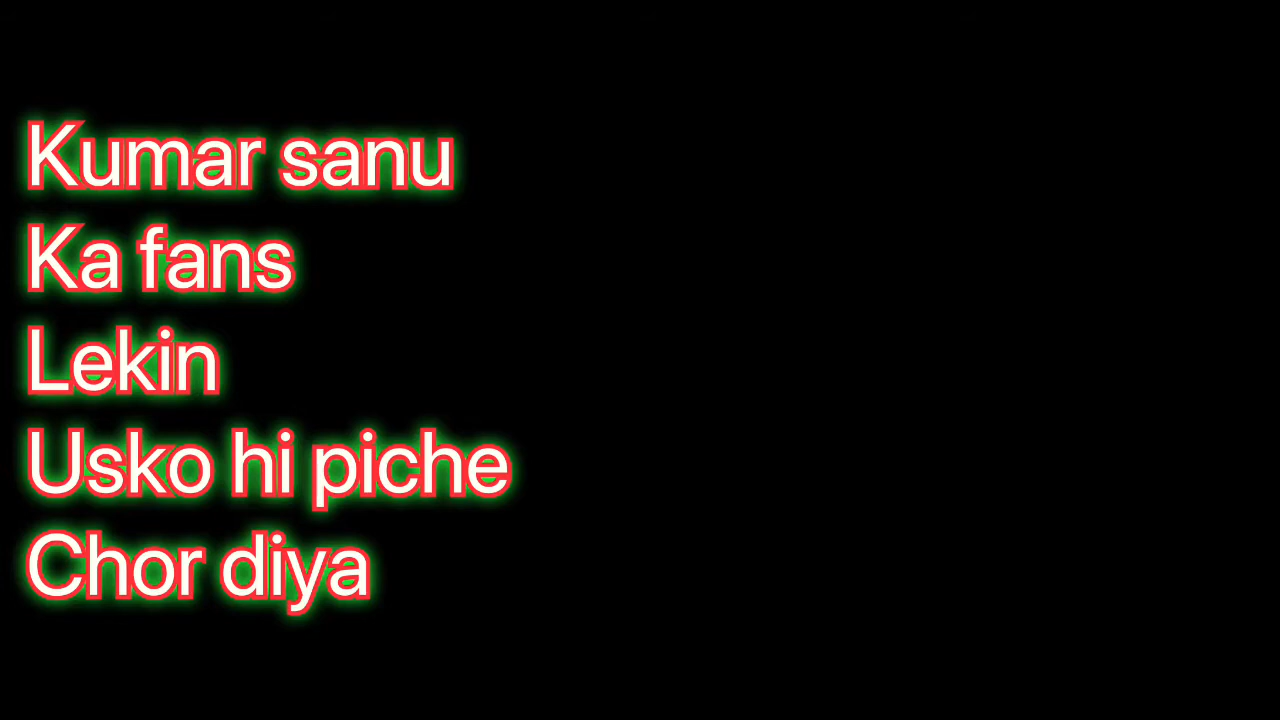 Kumar sanu
Ka fans
Lekin
Usko hi piche
Chor diya